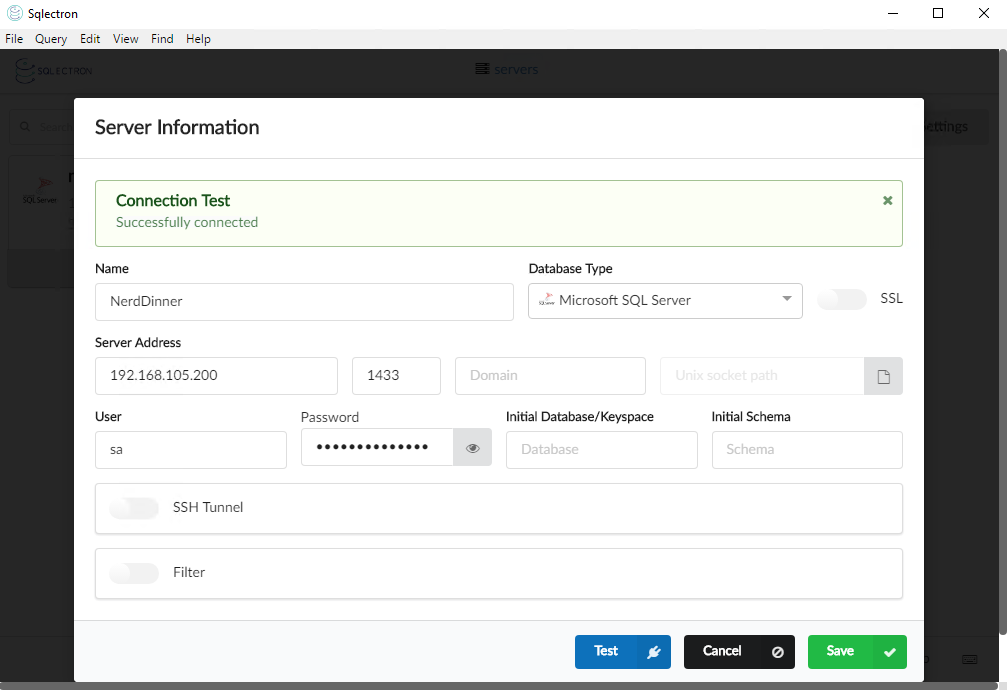 Sqlectron
File Query Edit View Find Help
SQLECTRON
servers
Search
Server Information
Connection Test
Successfully connected
Name
Database Type
NerdDinner
Microsoft SQL Server
SSL
Server Address
192.168.105.200
1433
Domain
Unix socket path
User
Password
Initial Database/Keyspace
Initial Schema
sa
••••••••••••••
Database
Schema
SSH Tunnel
Filter
Test
Cancel
Save
SQL Server